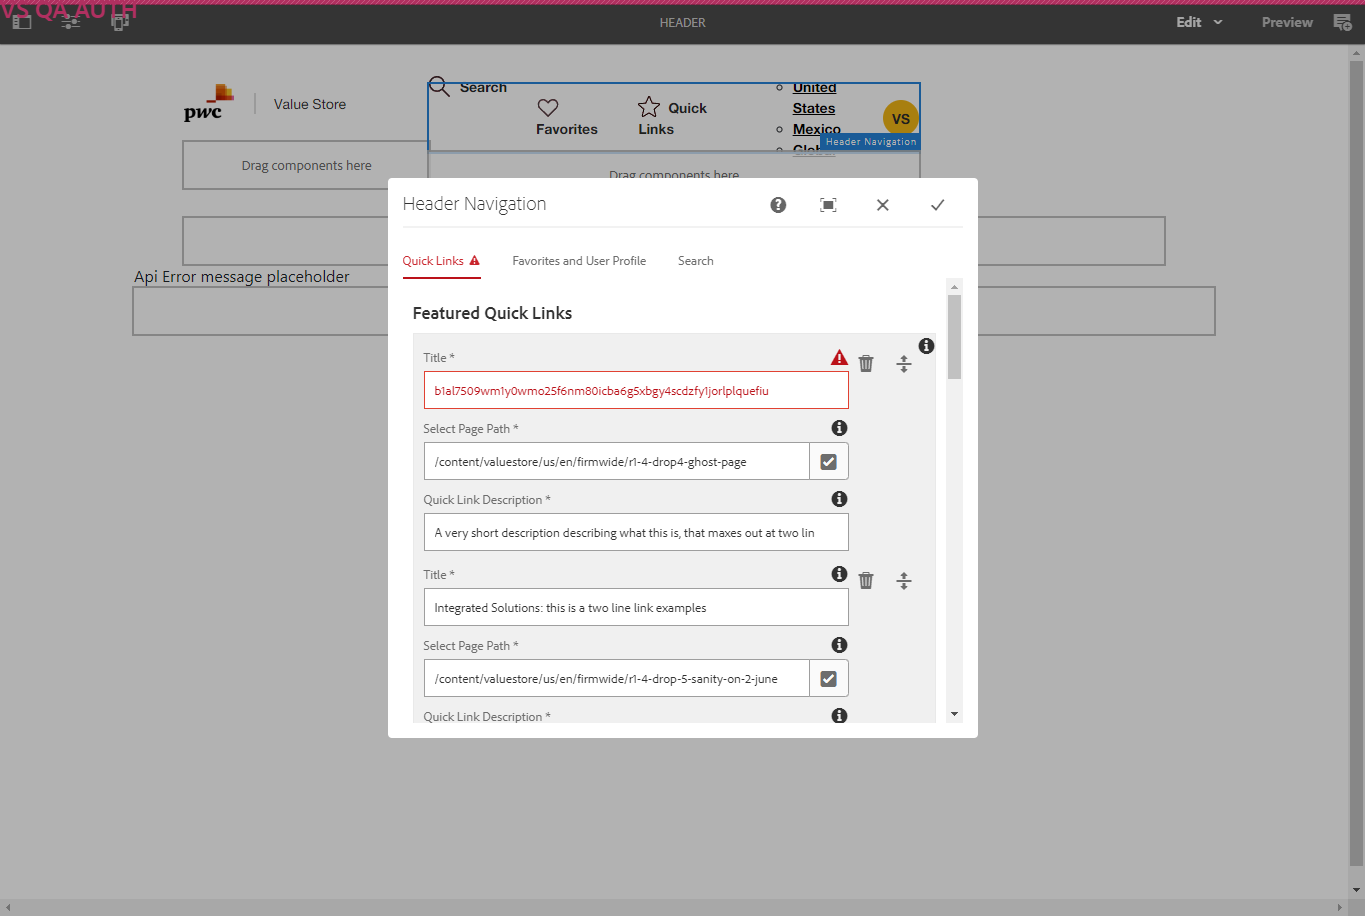 VS QA AUTH
HEADER
Edit
Preview
pwc
Value Store
Search
Favorites
Quick
Links
United
States
Mexico
Global
VS
Header Navigation
Drag components here
Drag components here
Api Error message placeholder
Header Navigation
Quick Links
Favorites and User Profile
Search
Featured Quick Links
Title *
b1al7509wm1y0wmo25f6nm80icba6g5xbgy4scdzfy1jorlplquefiu
Select Page Path *
/content/valuestore/us/en/firmwide/r1-4-drop4-ghost-page
Quick Link Description *
A very short description describing what this is, that maxes out at two lin
Title *
Integrated Solutions: this is a two line link examples
Select Page Path *
/content/valuestore/us/en/firmwide/r1-4-drop-5-sanity-on-2-june
Quick Link Description *